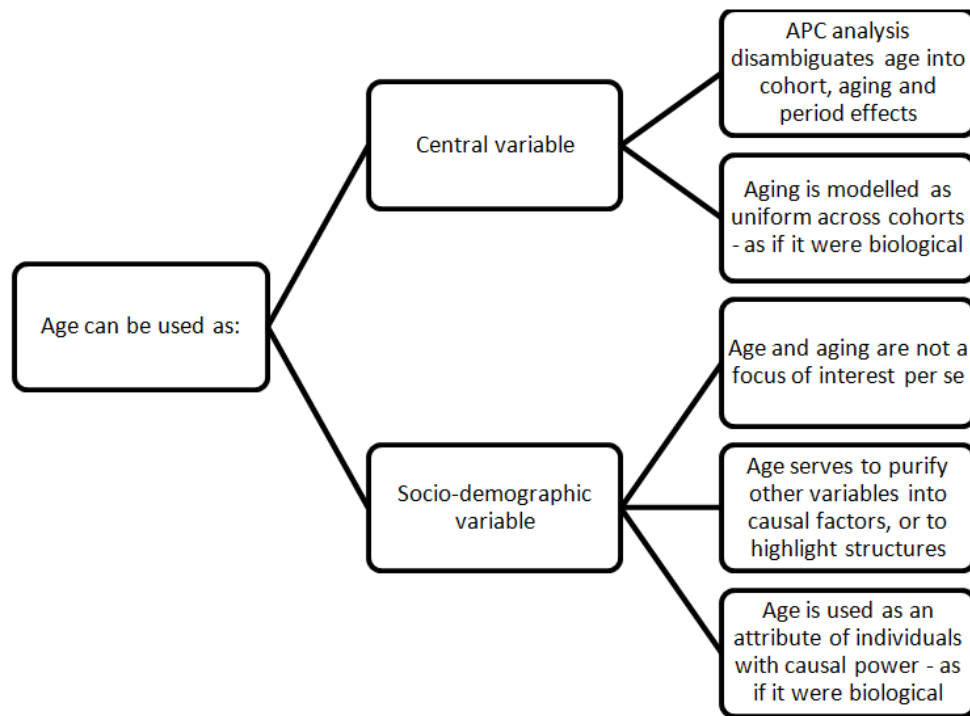 Age can be used as:
Central variable
APC analysis
disambiguates age into
cohort, aging and
period effects
Aging is modelled as
uniform across cohorts
- as if it were biological
Socio-demographic
variable
Age and aging are not a
focus of interest per se
Age serves to purify
other variables into
causal factors, or to
highlight structures
Age is used as an
attribute of individuals
with causal power - as
if it were biological